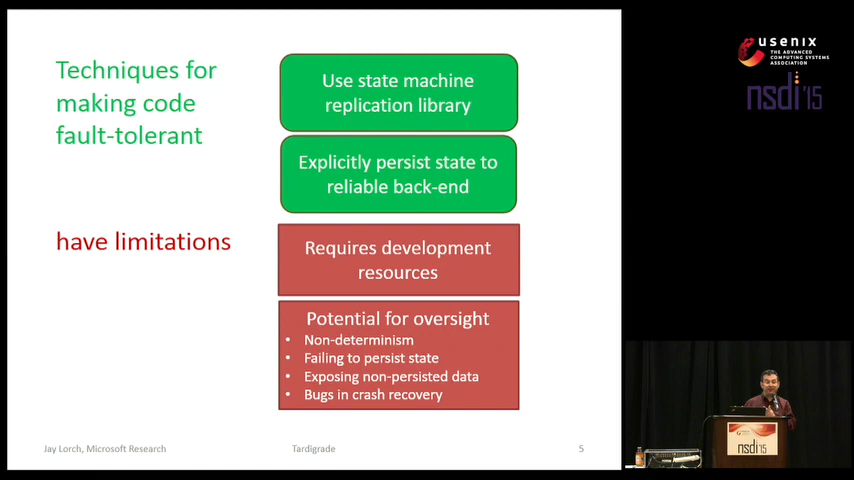 Techniques for
making code
fault-tolerant
Use state machine
replication library
Explicitly persist state to
reliable back-end
have limitations
Requires development
resources
Potential for oversight
• Non-determinism
• Failing to persist state
• Exposing non-persisted data
• Bugs in crash recovery
Jay Lorch, Microsoft Research
Tardigrade
5
usenix
THE ADVANCED
COMPUTING SYSTEMS
ASSOCIATION
nsdi '15
nsdi '15